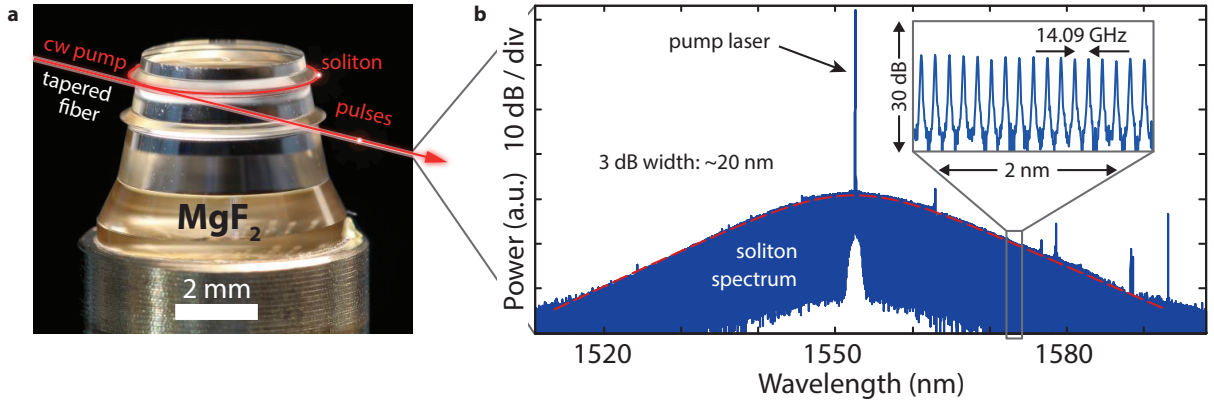 a
cw pump
soliton
tapered
fiber
pulses
MgF₂
2 mm
b
Power (a.u.) 10 dB / div
pump laser
3 dB width: ~20 nm
soliton
spectrum
14.09 GHz
30 dB
2 nm
1520
1550
1580
Wavelength (nm)